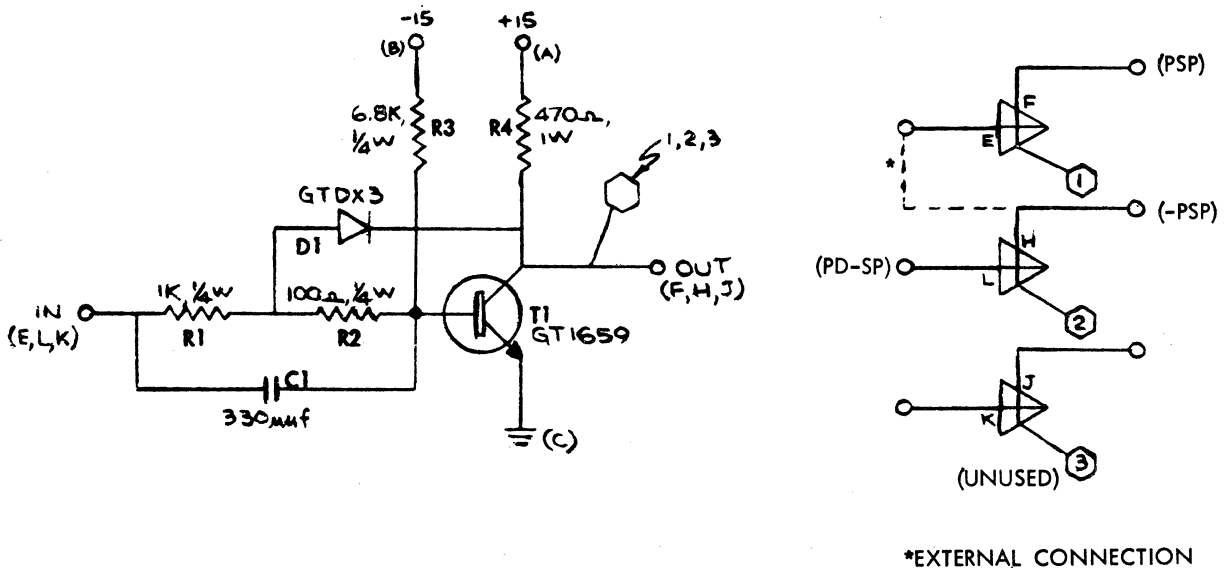 -15
(B)
+15
(A)
6.8K,
1/4W
R3
R4
470Ω,
1W
1,2,3
GTDX3
D1
IN
(E,L,K)
1K, 1/4W
R1
100Ω, 1/4W
R2
T1
GT1659
OUT
(F,H,J)
C1
330μμf
(C)
(PSP)
F
E
1
*
(-PSP)
H
(PD-SP)
L
2
J
K
3
(UNUSED)
*EXTERNAL CONNECTION